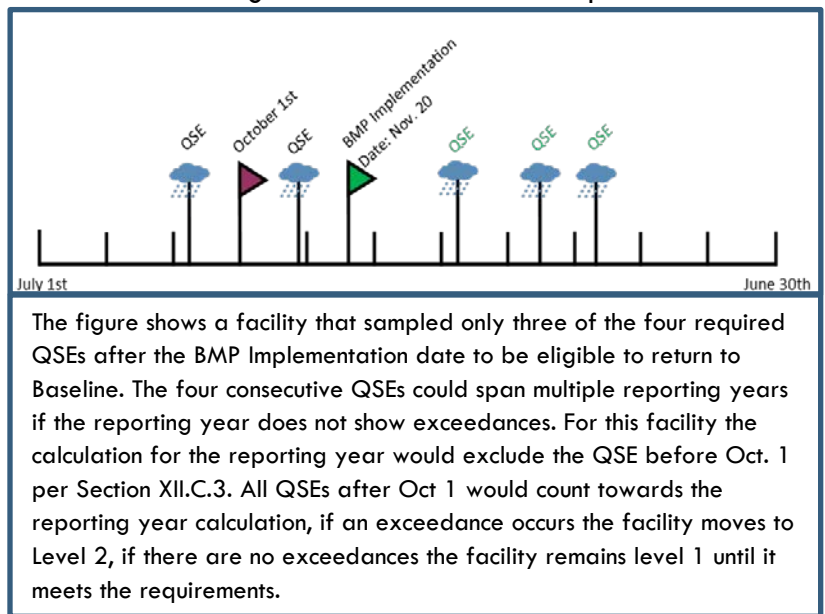 QSE
October 1st
QSE
BMP Implementation
Date: Nov. 20
QSE
QSE
QSE
July 1st
June 30th
The figure shows a facility that sampled only three of the four required
QSEs after the BMP Implementation date to be eligible to return to
Baseline. The four consecutive QSEs could span multiple reporting years
if the reporting year does not show exceedances. For this facility the
calculation for the reporting year would exclude the QSE before Oct. 1
per Section XII.C.3. All QSEs after Oct 1 would count towards the
reporting year calculation, if an exceedance occurs the facility moves to
Level 2, if there are no exceedances the facility remains level 1 until it
meets the requirements.